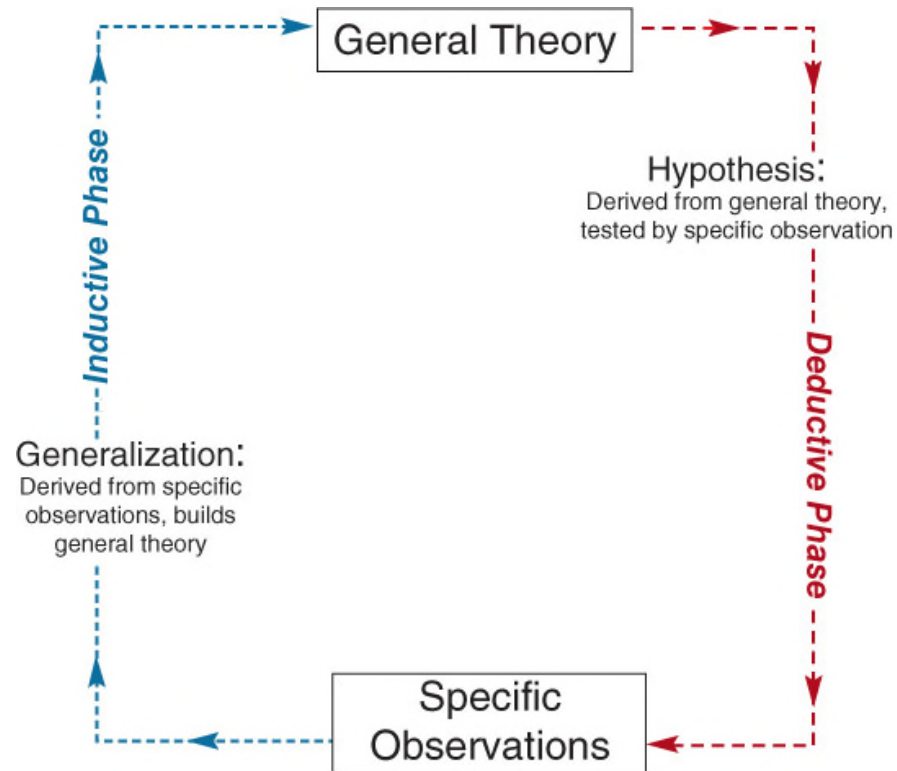 General Theory
Inductive Phase
Hypothesis:
Derived from general theory,
tested by specific observation
Deductive Phase
Generalization:
Derived from specific
observations, builds
general theory
Specific
Observations